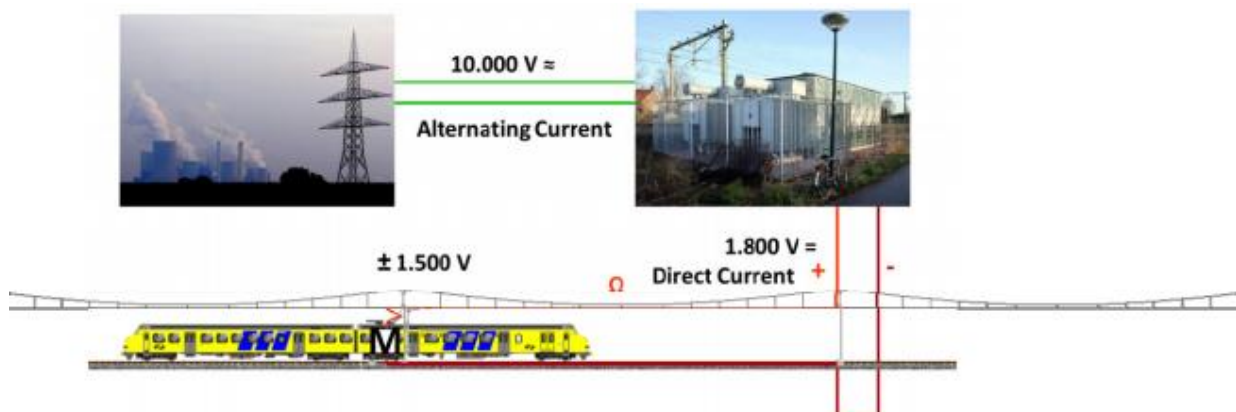 10.000 V ≈
Alternating Current
1.800 V =
± 1.500 V
Direct Current + -
Ω
M